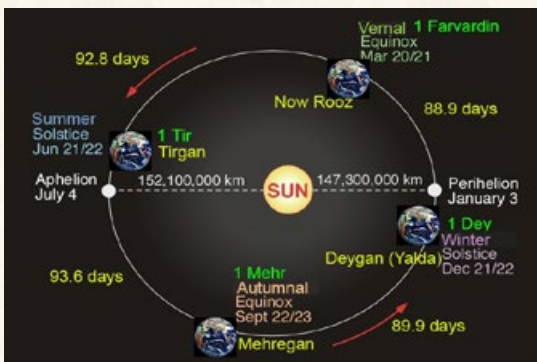 Vernal
Equinox
Mar 20/21
1 Farvardin
92.8 days
Now Rooz
88.9 days
Summer
Solstice
Jun 21/22
1 Tir
Tirgan
Aphelion
July 4
152,100,000 km
SUN
147,300,000 km
Perihelion
January 3
1 Dey
Winter
Solstice
Dec 21/22
Deygan (Yalda)
93.6 days
1 Mehr
Autumnal
Equinox
Sept 22/23
Mehregan
89.9 days